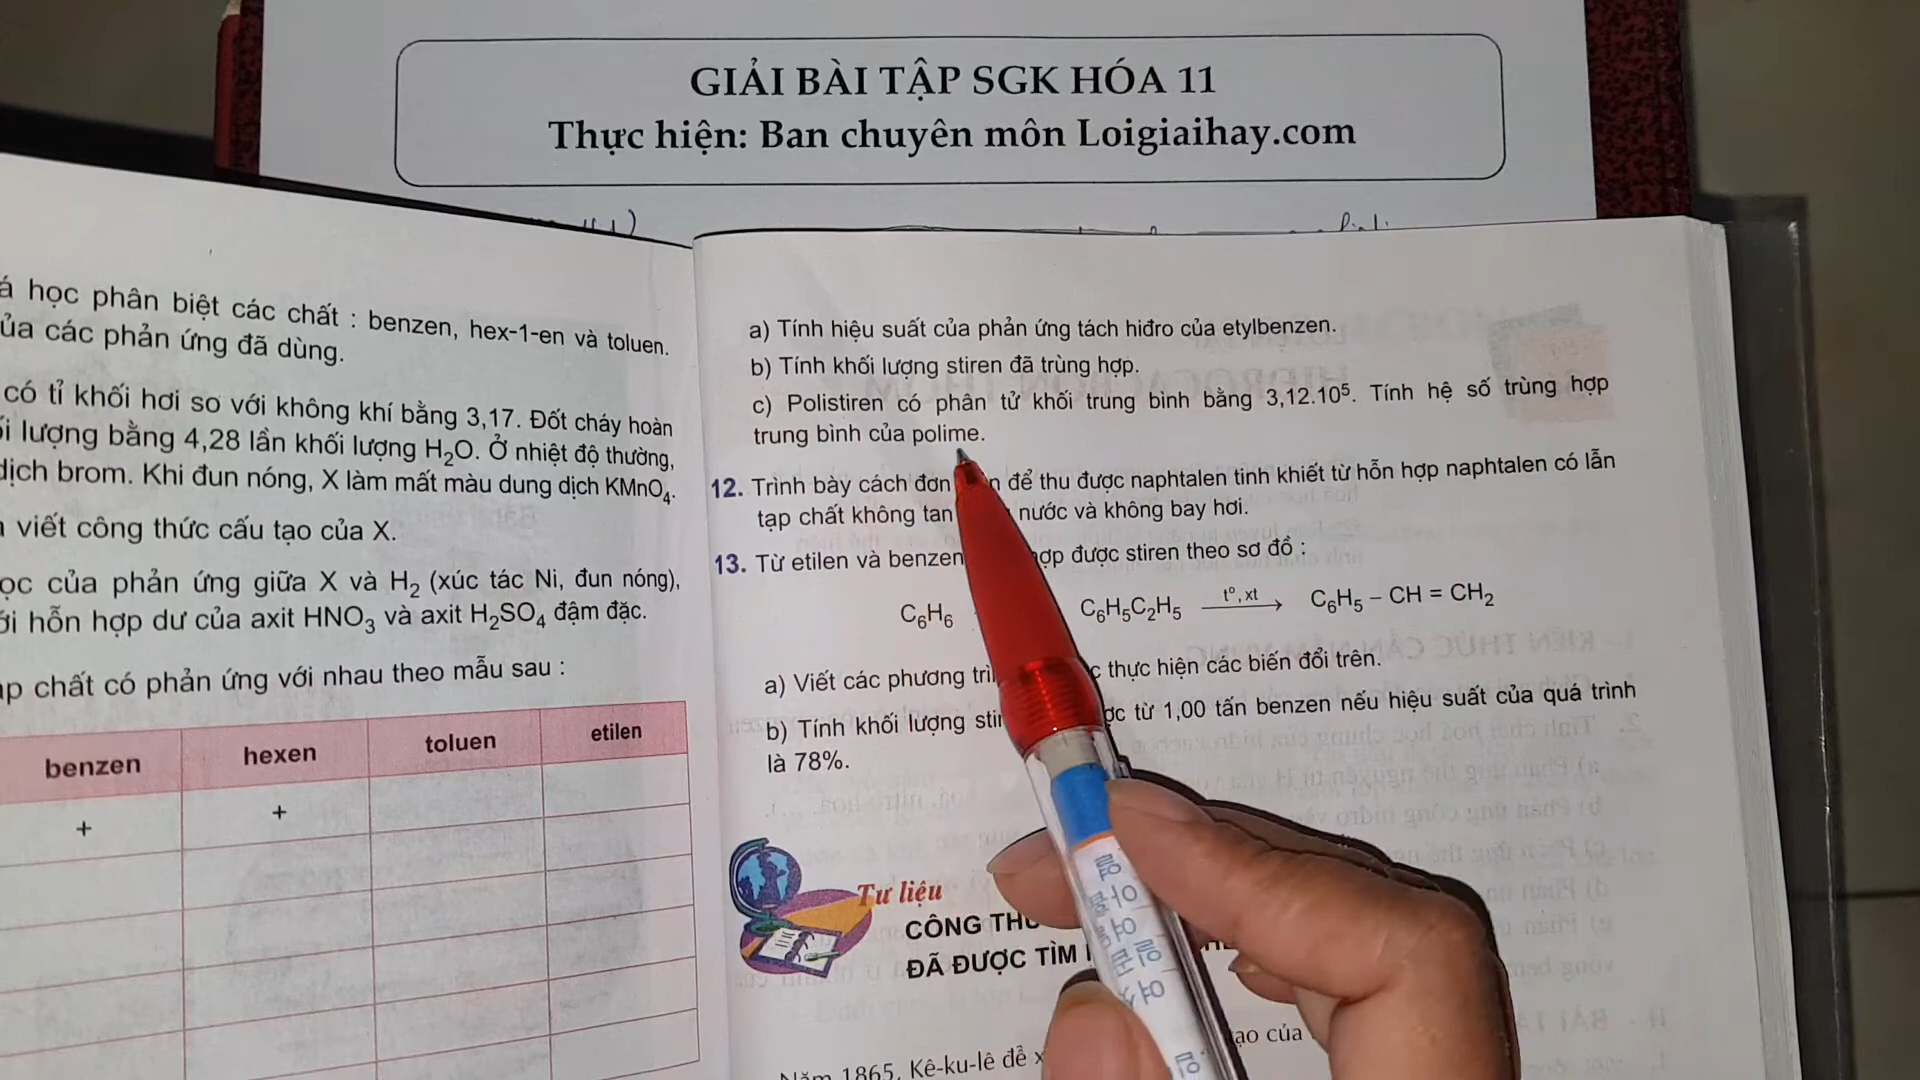 GIẢI BÀI TẬP SGK HÓA 11
Thực hiện: Ban chuyên môn Loigiaihay.com
á học phân biệt các chất : benzen, hex-1-en và toluen.
ủa các phản ứng đã dùng.
có tỉ khối hơi so với không khí bằng 3,17. Đốt cháy hoàn
lượng bằng 4,28 lần khối lượng H₂O. Ở nhiệt độ thường,
dịch brom. Khi đun nóng, X làm mất màu dung dịch KMnO₄.
viết công thức cấu tạo của X.
ọc của phản ứng giữa X và H₂ (xúc tác Ni, đun nóng),
ới hỗn hợp dư của axit HNO₃ và axit H₂SO₄ đậm đặc.
ợp chất có phản ứng với nhau theo mẫu sau :
benzen hexen toluen etilen
+ +
a) Tính hiệu suất của phản ứng tách hiđro của etylbenzen.
b) Tính khối lượng stiren đã trùng hợp.
c) Polistiren có phân tử khối trung bình bằng 3,12.10⁵. Tính hệ số trùng hợp
trung bình của polime.
12. Trình bày cách đơn để thu được naphtalen tinh khiết từ hỗn hợp naphtalen có lẫn
tạp chất không tan nước và không bay hơi.
13. Từ etilen và benzen ợp được stiren theo sơ đồ :
C₆H₆ C₆H₅C₂H₅ t°, xt → C₆H₅ – CH = CH₂
a) Viết các phương trì thực hiện các biến đổi trên.
b) Tính khối lượng sti từ 1,00 tấn benzen nếu hiệu suất của quá trình
là 78%.
Tư liệu
CÔNG TH
ĐÃ ĐƯỢC TÌM
Năm 1865, Kê-ku-lê đề x ạo của